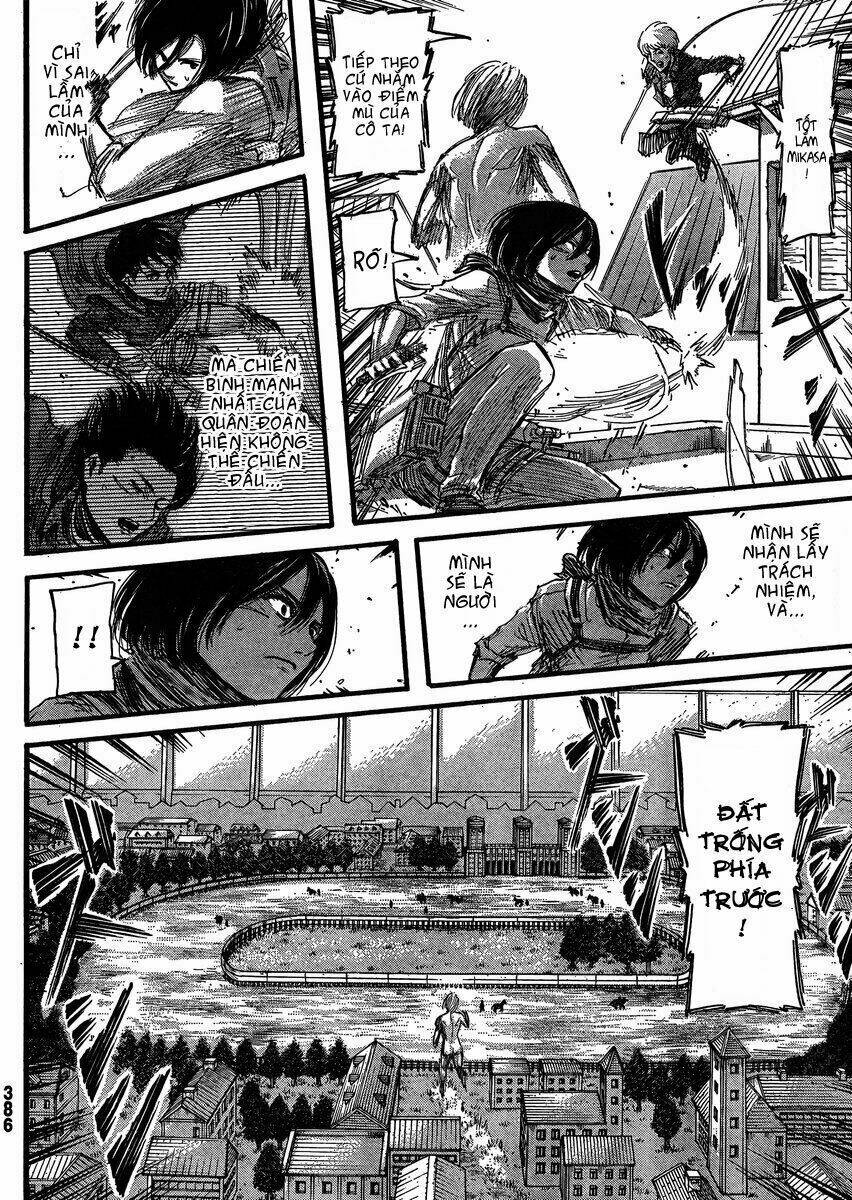 TỐT
LẮM
MIKASA
!
TIẾP THEO
CỨ NHẰM
VÀO ĐIỂM
MÙ CỦA
CÔ TA!
RÕ!
CHỈ
VÌ SAI
LẦM
CỦA
MÌNH
...
MÀ CHIẾN
BINH MẠNH
NHẤT CỦA
QUÂN ĐOÀN
HIỆN KHÔNG
THỂ CHIẾN
ĐẤU...
MÌNH SẼ
NHẬN LẤY
TRÁCH
NHIỆM,
VÀ...
MÌNH
SẼ LÀ
NGƯỜI
...
!!
ĐẤT
TRỐNG
PHÍA
TRƯỚC
!
386